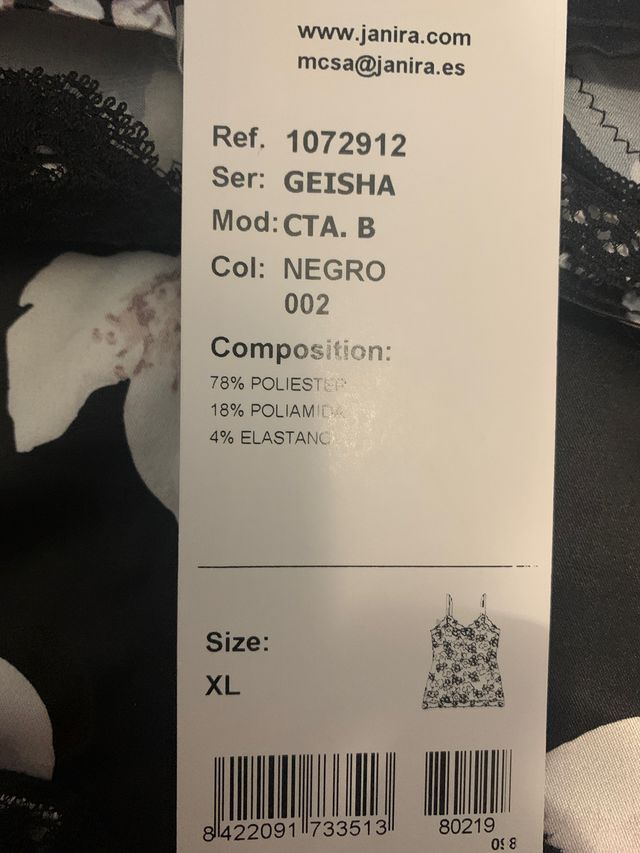 www.janira.com
mcsa@janira.es
Ref. 1072912
Ser: GEISHA
Mod: CTA. B
Col: NEGRO
002
Composition:
78% POLIESTER
18% POLIAMIDA
4% ELASTANO
Size:
XL
8 422091 733513
80219